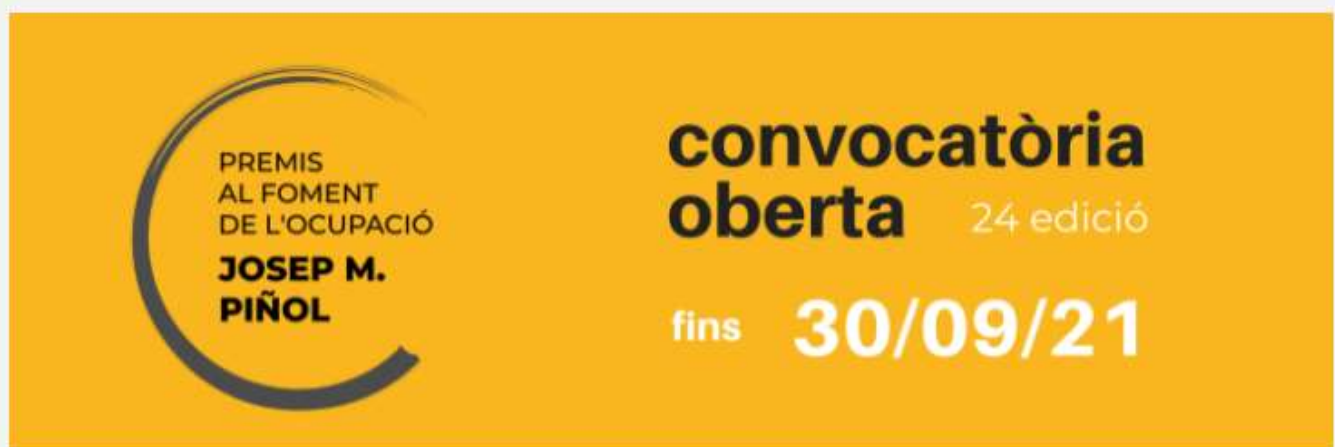 PREMIS
AL FOMENT
DE L'OCUPACIÓ
JOSEP M.
PIÑOL
convocatòria
oberta 24 edició
fins 30/09/21